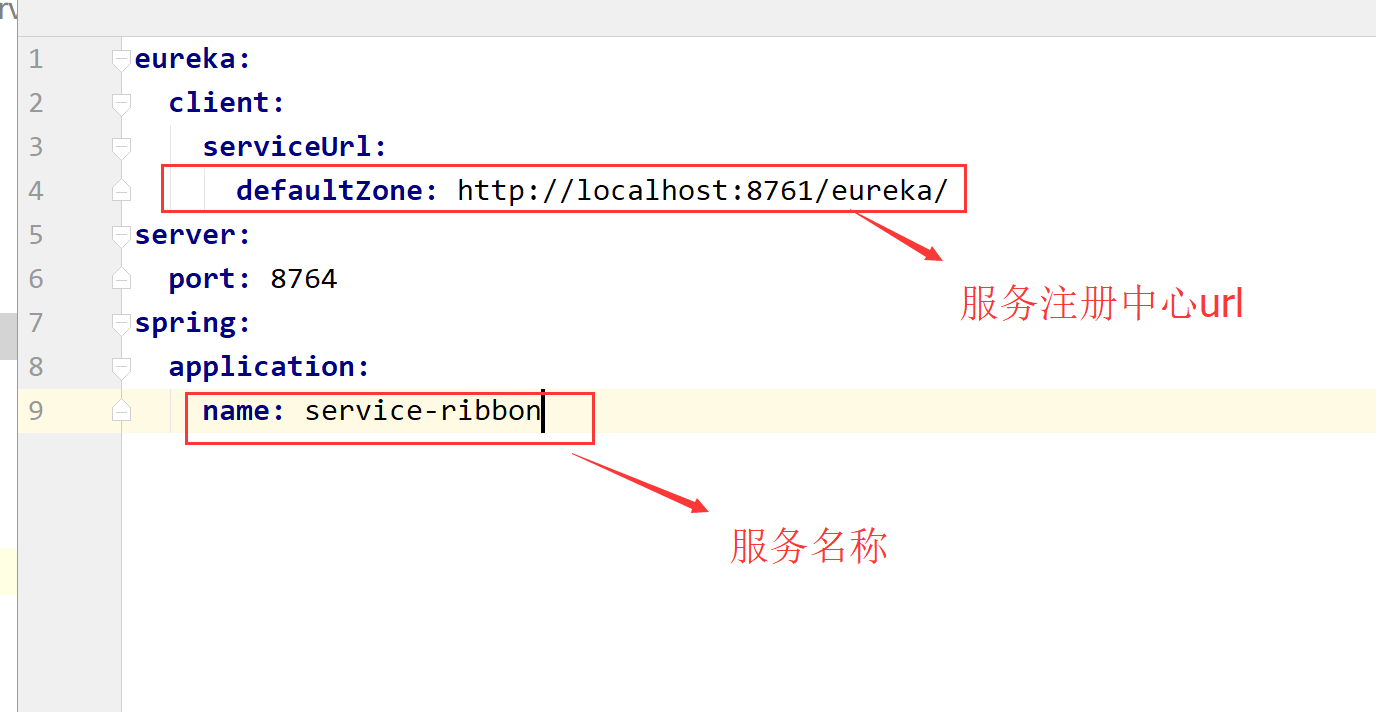 1 eureka:
2 client:
3 serviceUrl:
4 defaultZone: http://localhost:8761/eureka/
5 server:
6 port: 8764
服务注册中心url
7 spring:
8 application:
9 name: service-ribbon
服务名称